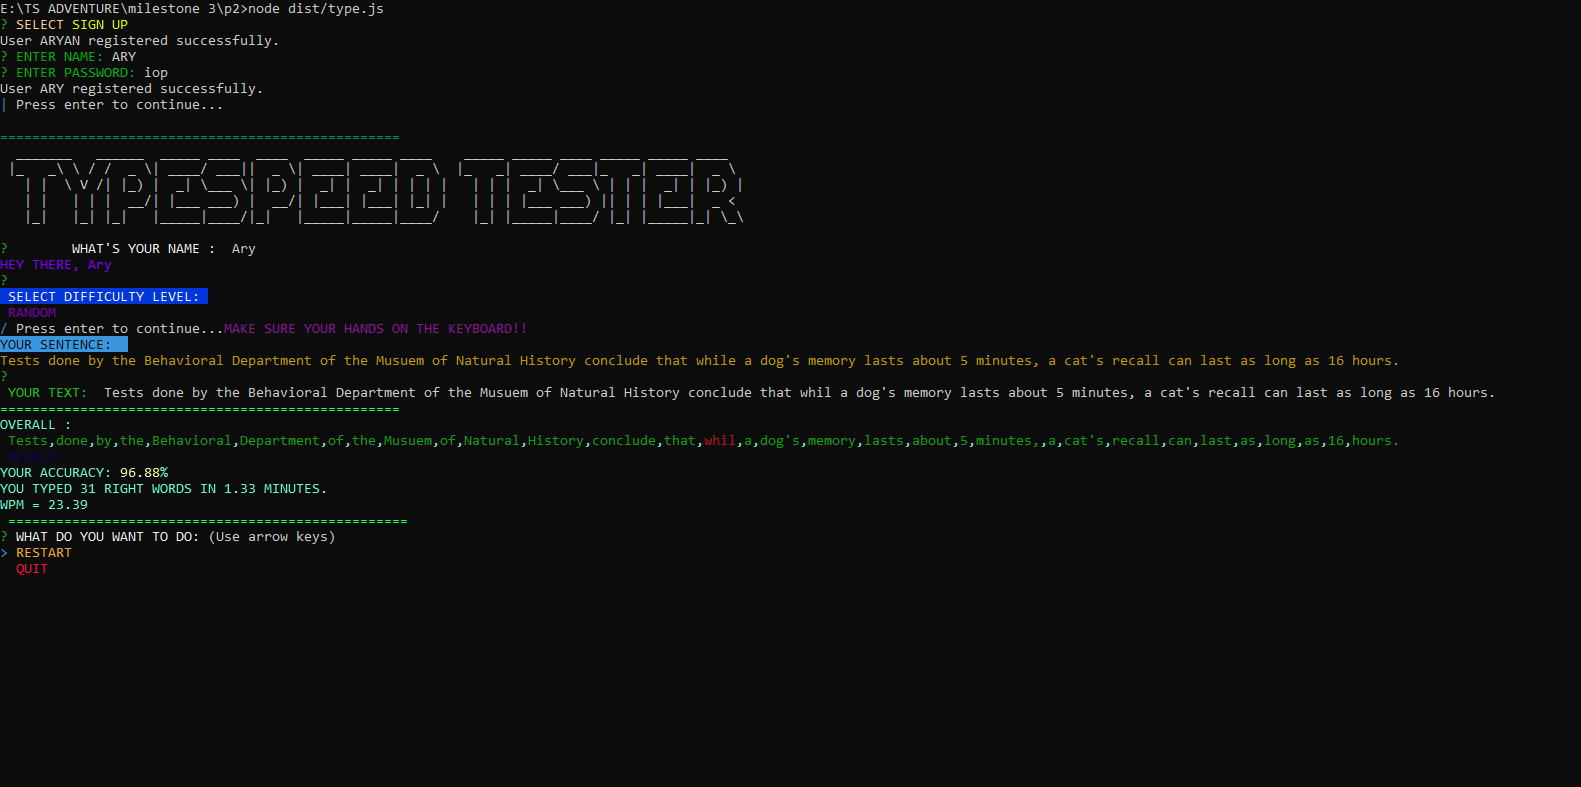 E:\TS ADVENTURE\milestone 3\p2>node dist/type.js
? SELECT SIGN UP
User ARYAN registered successfully.
? ENTER NAME: ARY
? ENTER PASSWORD: iop
User ARY registered successfully.
| Press enter to continue...
==================================================
TYPESPEED TESTER
? WHAT'S YOUR NAME : Ary
HEY THERE, Ary
?
SELECT DIFFICULTY LEVEL:
RANDOM
/ Press enter to continue...MAKE SURE YOUR HANDS ON THE KEYBOARD!!
YOUR SENTENCE:
Tests done by the Behavioral Department of the Musuem of Natural History conclude that while a dog's memory lasts about 5 minutes, a cat's recall can last as long as 16 hours.
?
YOUR TEXT: Tests done by the Behavioral Department of the Musuem of Natural History conclude that whil a dog's memory lasts about 5 minutes, a cat's recall can last as long as 16 hours.
==================================================
OVERALL :
Tests,done,by,the,Behavioral,Department,of,the,Musuem,of,Natural,History,conclude,that,whil,a,dog's,memory,lasts,about,5,minutes,,a,cat's,recall,can,last,as,long,as,16,hours.
RESULT:
YOUR ACCURACY: 96.88%
YOU TYPED 31 RIGHT WORDS IN 1.33 MINUTES.
WPM = 23.39
==================================================
? WHAT DO YOU WANT TO DO: (Use arrow keys)
> RESTART
QUIT